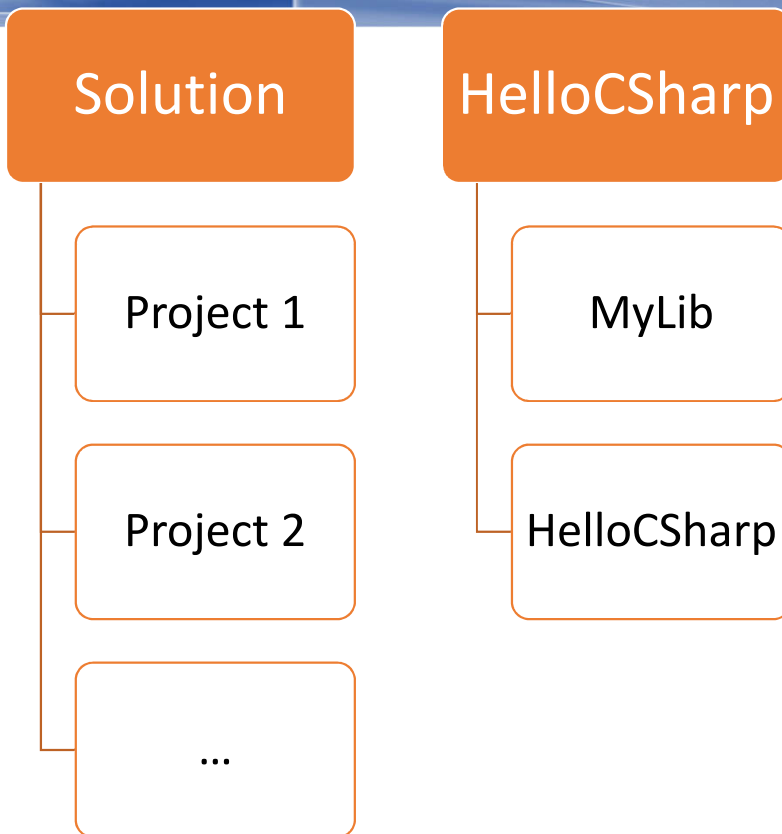 Solution
Project 1
Project 2
...
HelloCSharp
MyLib
HelloCSharp